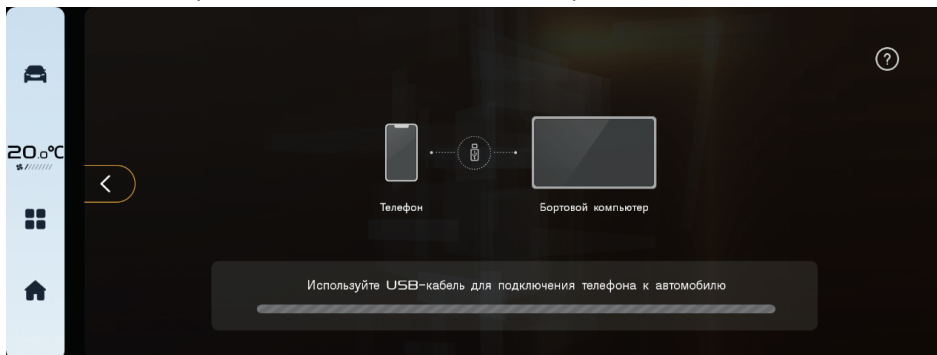 20.0°C
?
Телефон
Бортовой компьютер
Используйте USB-кабель для подключения телефона к автомобилю